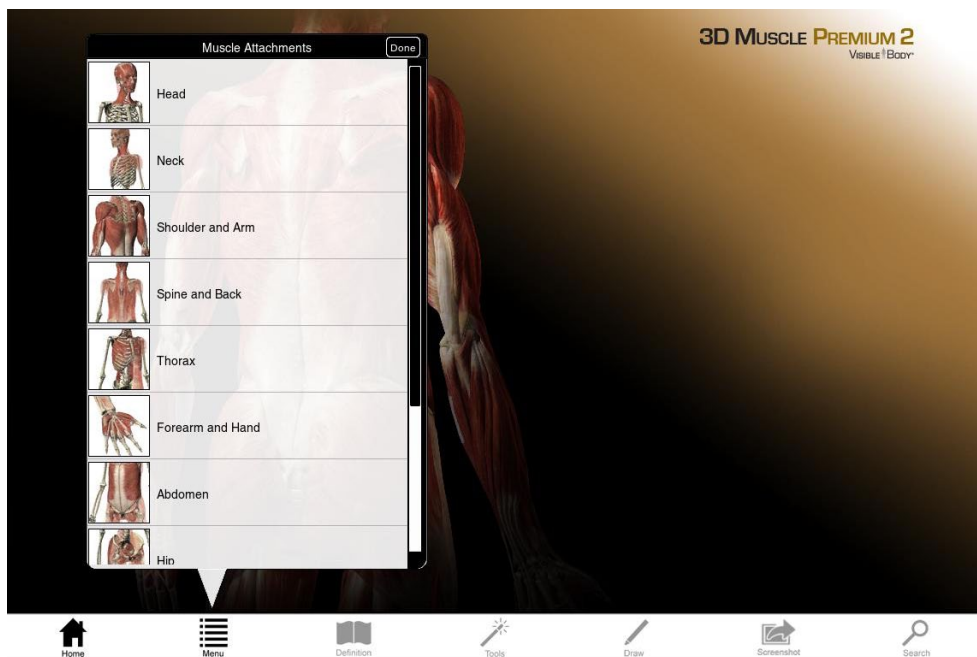 3D MUSCLE PREMIUM 2
VISIBLE BODY
Muscle Attachments
Done
Head
Neck
Shoulder and Arm
Spine and Back
Thorax
Forearm and Hand
Abdomen
Hip
Home
Menu
Definition
Tools
Draw
Screenshot
Search